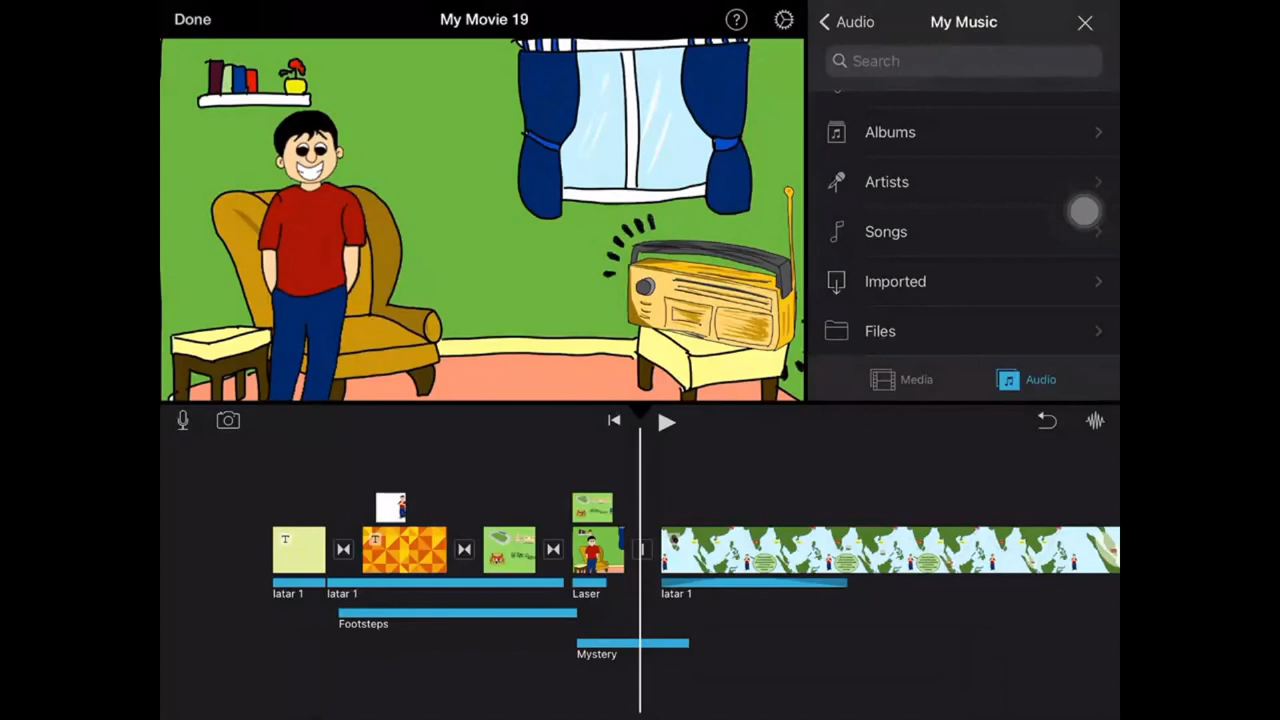 Done
My Movie 19
?
Audio
My Music
Search
Albums
Artists
Songs
Imported
Files
Media
Audio
T
T
latar 1
latar 1
Laser
latar 1
Footsteps
Mystery